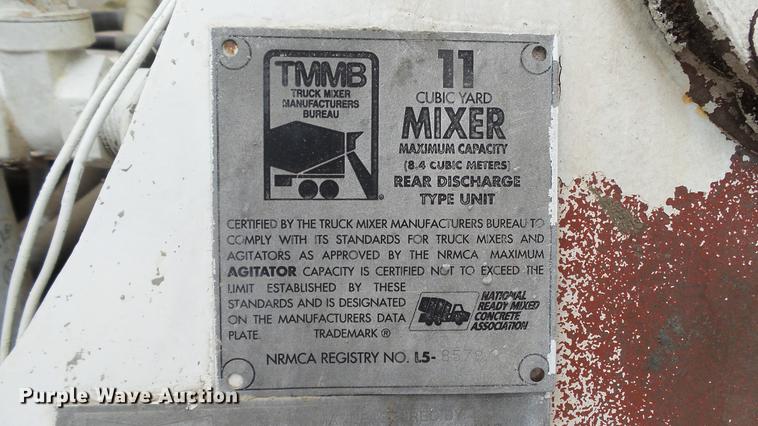 TMMB
TRUCK MIXER
MANUFACTURERS
BUREAU
11
CUBIC YARD
MIXER
MAXIMUM CAPACITY
(8.4 CUBIC METERS)
REAR DISCHARGE
TYPE UNIT
CERTIFIED BY THE TRUCK MIXER MANUFACTURERS BUREAU TO
COMPLY WITH ITS STANDARDS FOR TRUCK MIXERS AND
AGITATORS AS APPROVED BY THE NRMCA MAXIMUM
AGITATOR CAPACITY IS CERTIFIED NOT TO EXCEED THE
LIMIT ESTABLISHED BY THESE
STANDARDS AND IS DESIGNATED
ON THE MANUFACTURERS DATA
PLATE. TRADEMARK ®
NATIONAL
READY MIXED
CONCRETE
ASSOCIATION
NRMCA REGISTRY NO. L5-
Purple Wave Auction